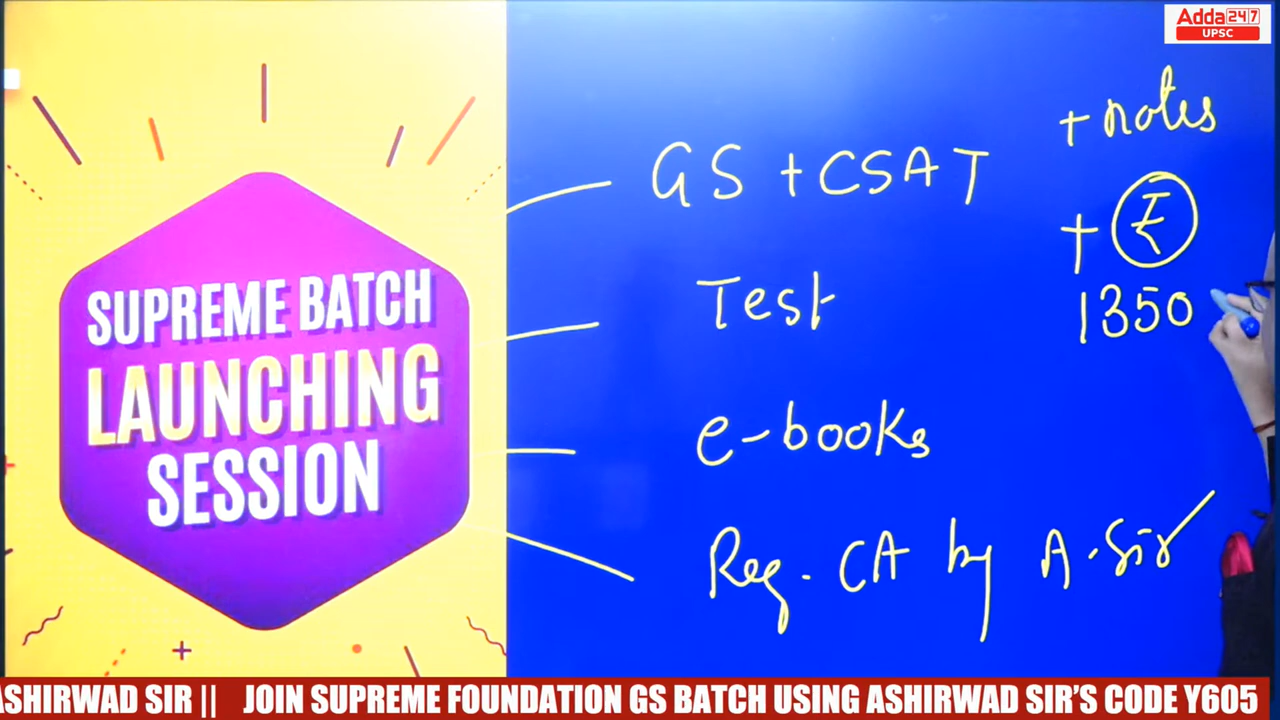 Adda247
UPSC
SUPREME BATCH
LAUNCHING
SESSION
GS + CSAT
+ notes
+ ₹
1350
Test
e-books
Reg. CA by A. Sir
ASHIRWAD SIR || JOIN SUPREME FOUNDATION GS BATCH USING ASHIRWAD SIR'S CODE Y605